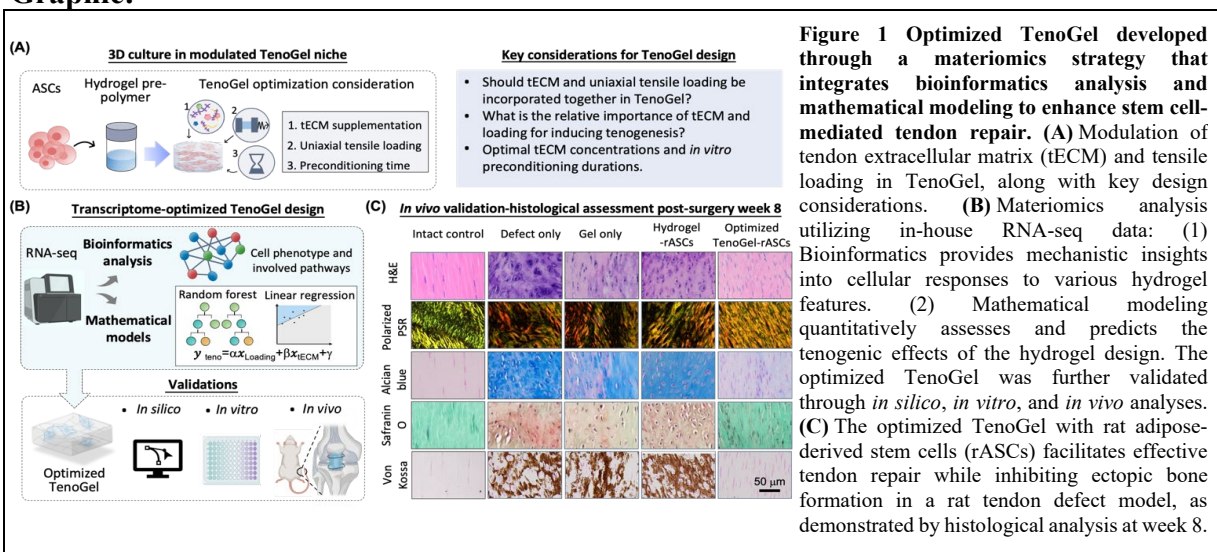 Graphic:
(A)
3D culture in modulated TenoGel niche
ASCs
Hydrogel pre-
polymer
TenoGel optimization consideration
1
2
3
1. tECM supplementation
2. Uniaxial tensile loading
3. Preconditioning time
Key considerations for TenoGel design
• Should tECM and uniaxial tensile loading be
incorporated together in TenoGel?
• What is the relative importance of tECM and
loading for inducing tenogenesis?
• Optimal tECM concentrations and in vitro
preconditioning durations.
(B)
Transcriptome-optimized TenoGel design
RNA-seq
Bioinformatics
analysis
Cell phenotype and
involved pathways
Mathematical
models
Random forest
Linear regression
y teno=αxLoading+βxtECM+γ
Validations
• In silico
• In vitro
• In vivo
Optimized
TenoGel
(C)
In vivo validation-histological assessment post-surgery week 8
Intact control
Defect only
Gel only
Hydrogel
-rASCs
Optimized
TenoGel-rASCs
H&E
Polarized
PSR
Alcian
blue
Safranin
O
Von
Kossa
50 µm
Figure 1 Optimized TenoGel developed
through a materiomics strategy that
integrates bioinformatics analysis and
mathematical modeling to enhance stem cell-
mediated tendon repair. (A) Modulation of
tendon extracellular matrix (tECM) and tensile
loading in TenoGel, along with key design
considerations. (B) Materiomics analysis
utilizing in-house RNA-seq data: (1)
Bioinformatics provides mechanistic insights
into cellular responses to various hydrogel
features. (2) Mathematical modeling
quantitatively assesses and predicts the
tenogenic effects of the hydrogel design. The
optimized TenoGel was further validated
through in silico, in vitro, and in vivo analyses.
(C) The optimized TenoGel with rat adipose-
derived stem cells (rASCs) facilitates effective
tendon repair while inhibiting ectopic bone
formation in a rat tendon defect model, as
demonstrated by histological analysis at week 8.